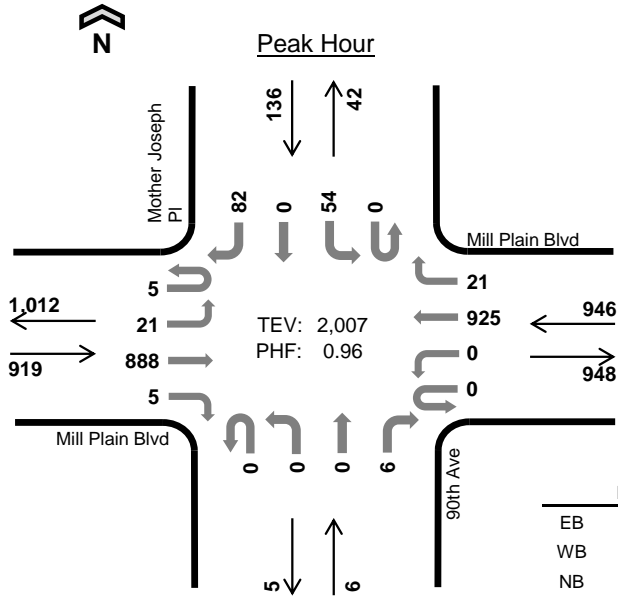 N
Peak Hour
136
42
Mother Joseph
Pl
82
0
54
0
Mill Plain Blvd
5
21
1,012
21
TEV: 2,007
925
946
919
888
PHF: 0.96
0
948
5
0
Mill Plain Blvd
0
0
0
6
90th Ave
EB
WB
5
6
NB